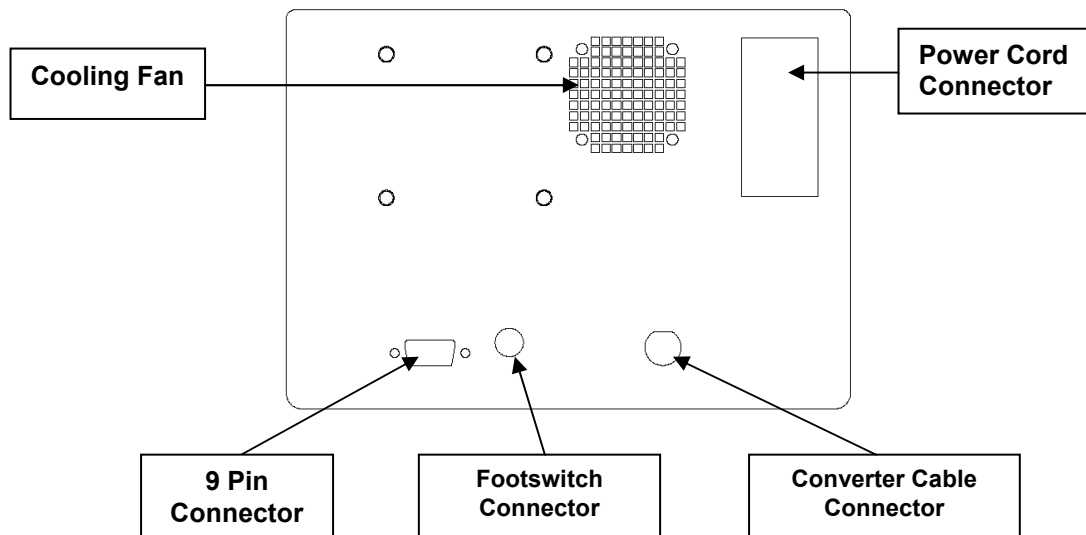 Cooling Fan
Power Cord
Connector
9 Pin
Connector
Footswitch
Connector
Converter Cable
Connector